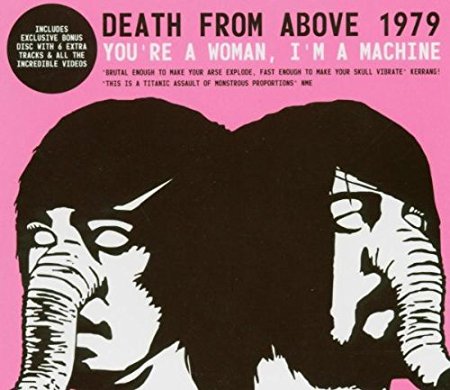 INCLUDES
EXCLUSIVE BONUS
DISC WITH 6 EXTRA
TRACKS & ALL THE
INCREDIBLE VIDEOS
DEATH FROM ABOVE 1979
YOU'RE A WOMAN, I'M A MACHINE
'BRUTAL ENOUGH TO MAKE YOUR ARSE EXPLODE, FAST ENOUGH TO MAKE YOUR SKULL VIBRATE' KERRANG!
'THIS IS A TITANIC ASSAULT OF MONSTROUS PROPORTIONS' NME